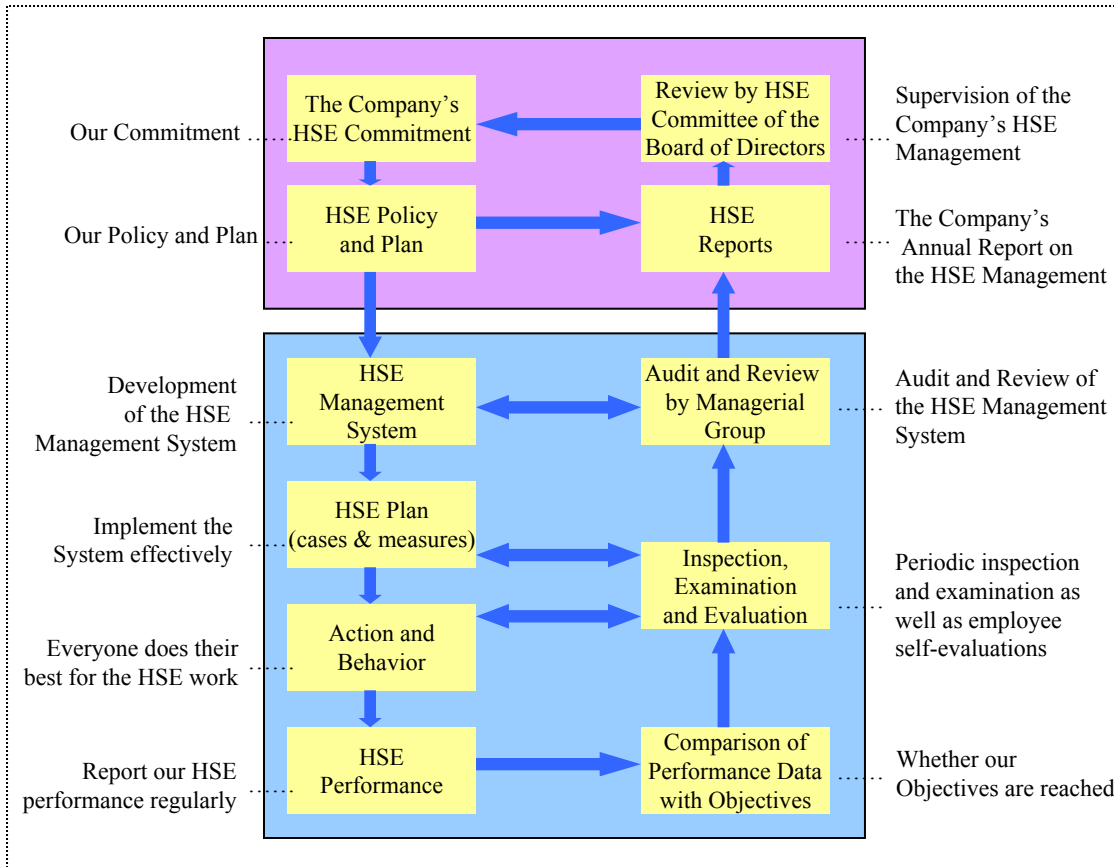 Our Commitment
The Company's
HSE Commitment
Review by HSE
Committee of the
Board of Directors
Supervision of the
Company's HSE
Management
Our Policy and Plan
HSE Policy
and Plan
HSE
Reports
The Company's
Annual Report on
the HSE Management
Development
of the HSE
Management System
HSE
Management
System
Audit and Review
by Managerial
Group
Audit and Review of
the HSE Management
System
Implement the
System effectively
HSE Plan
(cases & measures)
Inspection,
Examination
and Evaluation
Periodic inspection
and examination as
well as employee
self-evaluations
Everyone does their
best for the HSE work
Action and
Behavior
Report our HSE
performance regularly
HSE
Performance
Comparison of
Performance Data
with Objectives
Whether our
Objectives are reached